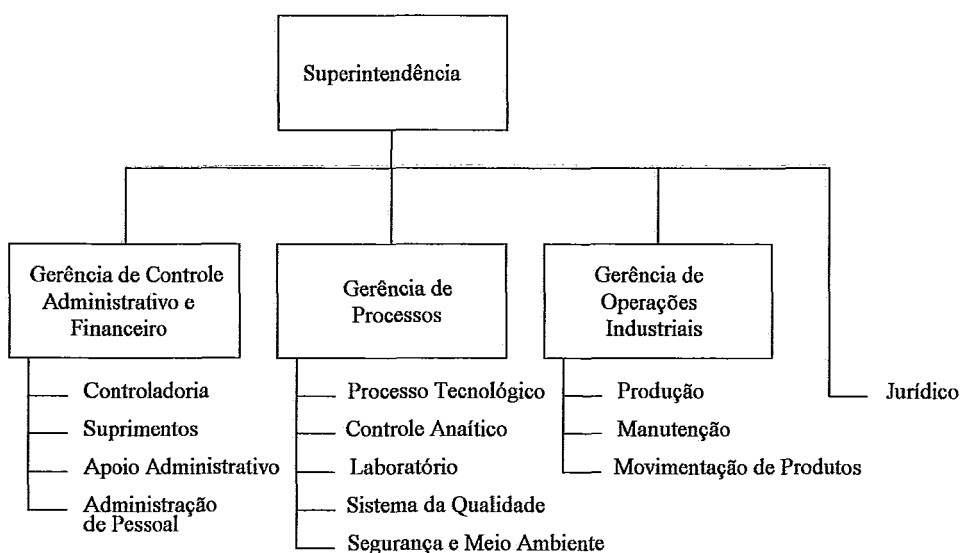 Superintendência
Gerência de Controle
Administrativo e
Financeiro
Controladoria
Suprimentos
Apoio Administrativo
Administração
de Pessoal
Gerência de
Processos
Processo Tecnológico
Controle Anaítico
Laboratório
Sistema da Qualidade
Segurança e Meio Ambiente
Gerência de
Operações
Industriais
Produção
Manutenção
Movimentação de Produtos
Jurídico